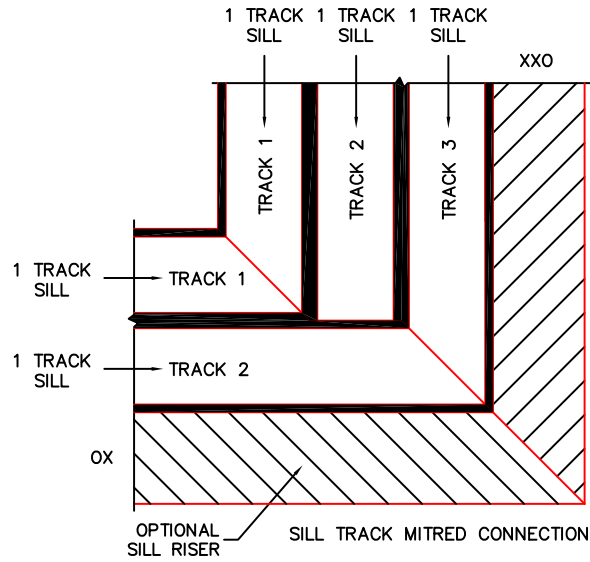 1 TRACK SILL
1 TRACK SILL
1 TRACK SILL
XXO
TRACK 1
TRACK 2
TRACK 3
1 TRACK
SILL
TRACK 1
1 TRACK
SILL
TRACK 2
OX
OPTIONAL
SILL RISER
SILL TRACK MITRED CONNECTION